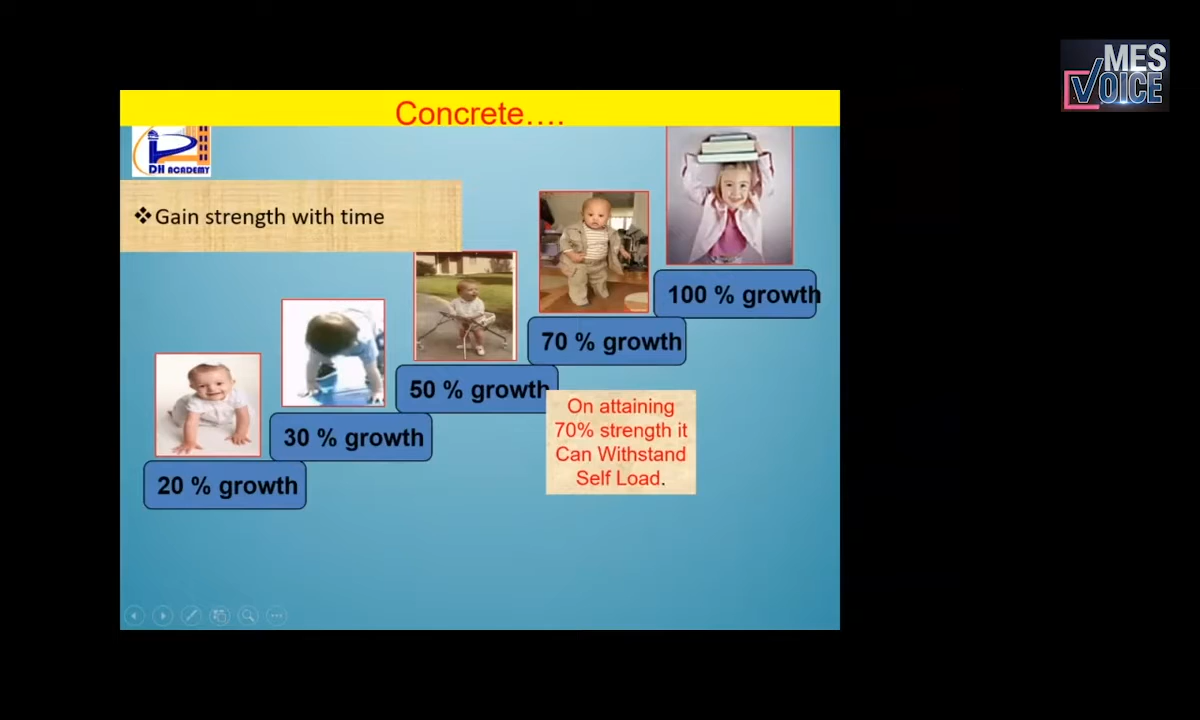 MES
VOICE
Concrete....
DH ACADEMY
❖Gain strength with time
100 % growth
70 % growth
50 % growth
On attaining
70% strength it
Can Withstand
Self Load.
30 % growth
20 % growth